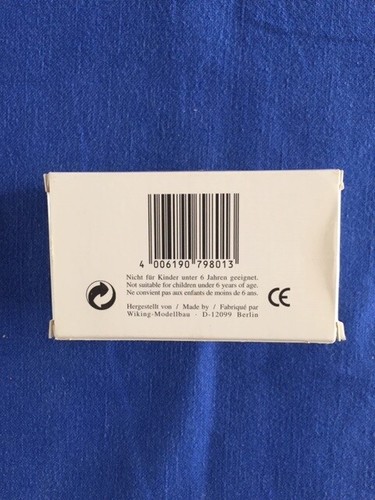 4 006190 798013
Nicht für Kinder unter 6 Jahren geeignet.
Not suitable for children under 6 years of age.
Ne convient pas aux enfants de moins de 6 ans.
Hergestellt von / Made by / Fabriqué par
Wiking-Modellbau · D-12099 Berlin
CE